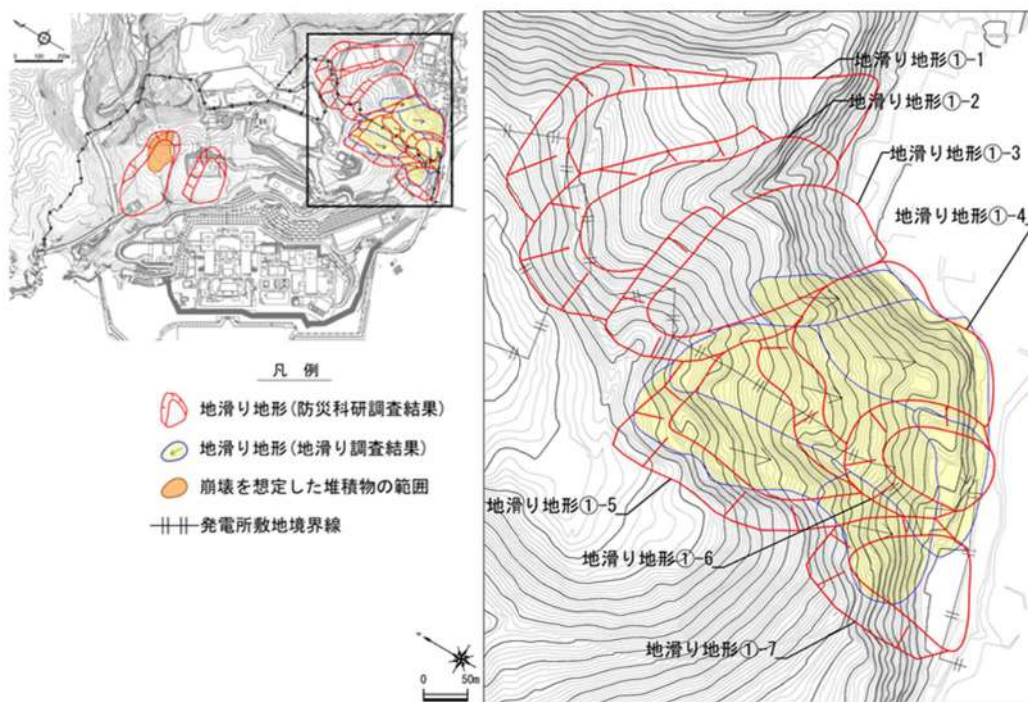 凡 例
地滑り地形(防災科研調査結果)
地滑り地形(地滑り調査結果)
崩壊を想定した堆積物の範囲
発電所敷地境界線
0 50m
地滑り地形①-1
地滑り地形①-2
地滑り地形①-3
地滑り地形①-4
地滑り地形①-5
地滑り地形①-6
地滑り地形①-7